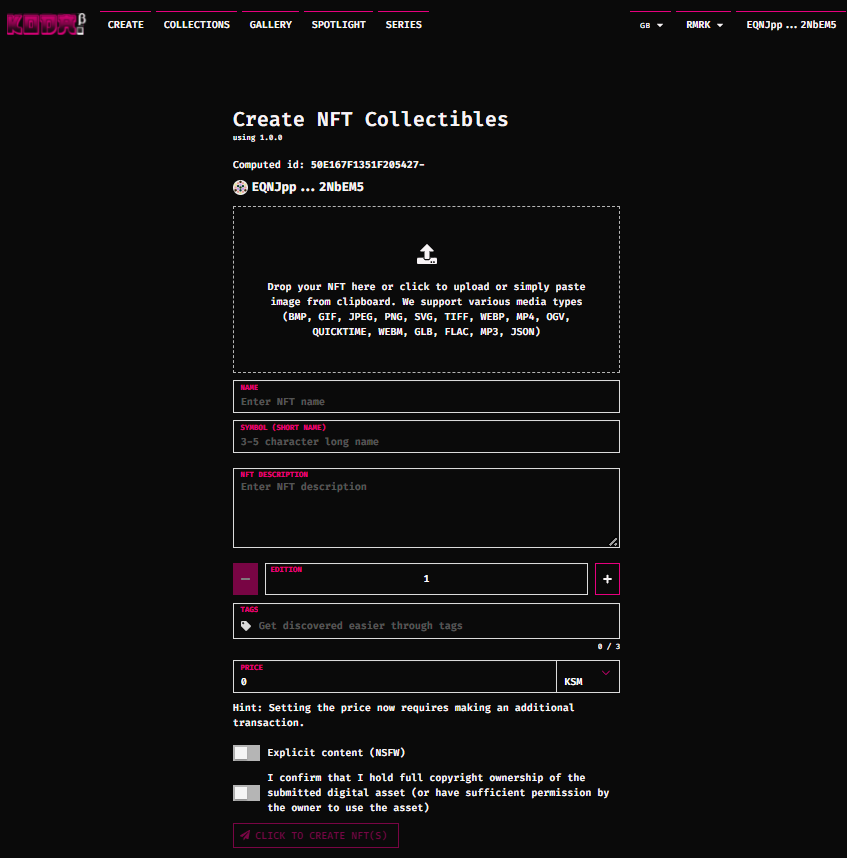 KODA β
CREATE
COLLECTIONS
GALLERY
SPOTLIGHT
SERIES
GB
RMRK
EQNJpp ... 2NbEM5
Create NFT Collectibles
using 1.0.0
Computed id: 50E167F1351F205427-
EQNJpp ... 2NbEM5
Drop your NFT here or click to upload or simply paste
image from clipboard. We support various media types
(BMP, GIF, JPEG, PNG, SVG, TIFF, WEBP, MP4, OGV,
QUICKTIME, WEBM, GLB, FLAC, MP3, JSON)
NAME
Enter NFT name
SYMBOL (SHORT NAME)
3-5 character long name
NFT DESCRIPTION
Enter NFT description
EDITION
1
TAGS
Get discovered easier through tags
0 / 3
PRICE
0
KSM
Hint: Setting the price now requires making an additional
transaction.
Explicit content (NSFW)
I confirm that I hold full copyright ownership of the
submitted digital asset (or have sufficient permission by
the owner to use the asset)
CLICK TO CREATE NFT(S)